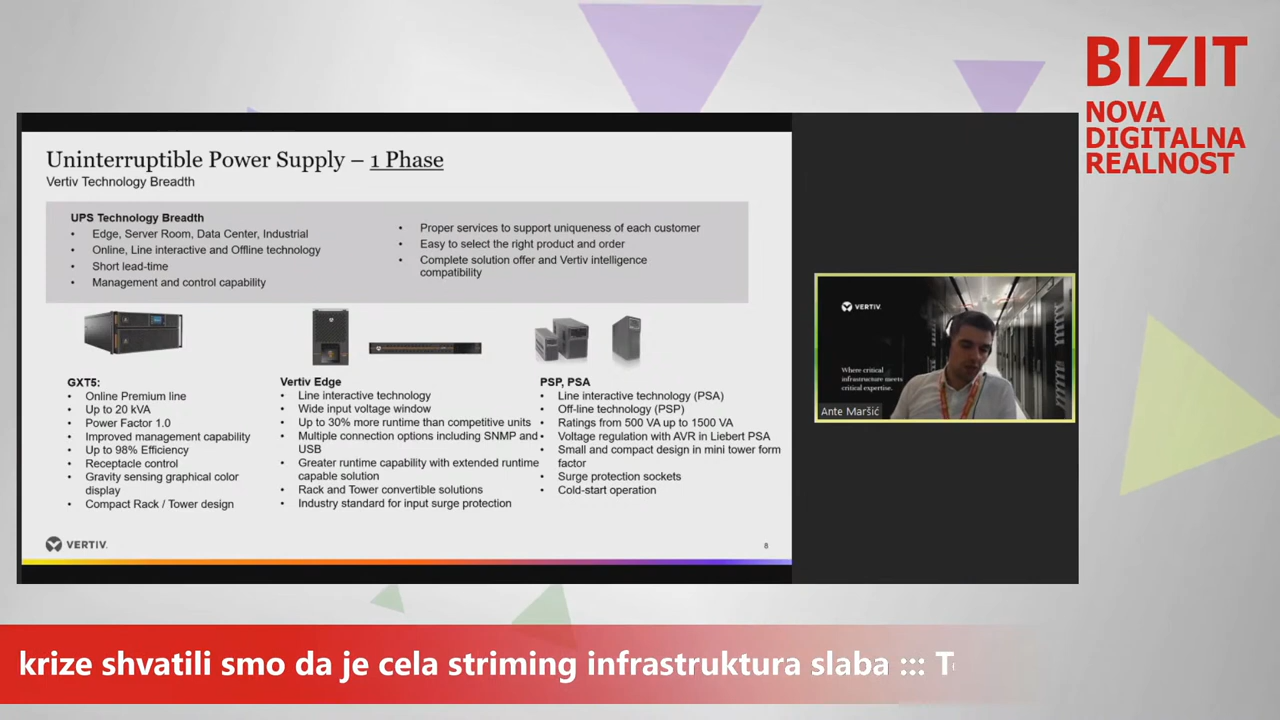 BIZIT
NOVA
DIGITALNA
REALNOST
Uninterruptible Power Supply – 1 Phase
Vertiv Technology Breadth
UPS Technology Breadth
• Edge, Server Room, Data Center, Industrial
• Online, Line interactive and Offline technology
• Short lead-time
• Management and control capability
• Proper services to support uniqueness of each customer
• Easy to select the right product and order
• Complete solution offer and Vertiv intelligence
compatibility
GXT5:
• Online Premium line
• Up to 20 kVA
• Power Factor 1.0
• Improved management capability
• Up to 98% Efficiency
• Receptacle control
• Gravity sensing graphical color
display
• Compact Rack / Tower design
Vertiv Edge
• Line interactive technology
• Wide input voltage window
• Up to 30% more runtime than competitive units
• Multiple connection options including SNMP and
USB
• Greater runtime capability with extended runtime
capable solution
• Rack and Tower convertible solutions
• Industry standard for input surge protection
PSP, PSA
• Line interactive technology (PSA)
• Off-line technology (PSP)
• Ratings from 500 VA up to 1500 VA
• Voltage regulation with AVR in Liebert PSA
• Small and compact design in mini tower form
factor
• Surge protection sockets
• Cold-start operation
VERTIV.
8
VERTIV.
Where critical
infrastructure meets
critical expertise.
Ante Maršić
krize shvatili smo da je cela striming infrastruktura slaba ::: T